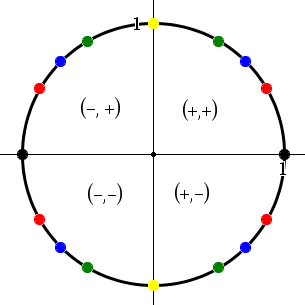 1
(−, +) (+,+)
1
(−,−) (+,−)